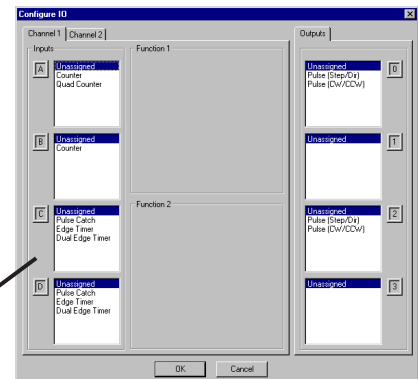 Configure IO
Channel 1
Channel 2
Inputs
A
Unassigned
Counter
Quad Counter
B
Unassigned
Counter
C
Unassigned
Pulse Catch
Edge Timer
Dual Edge Timer
D
Unassigned
Pulse Catch
Edge Timer
Dual Edge Timer
Function 1
Function 2
Outputs
Unassigned
Pulse (Step/Dir)
Pulse (CW/CCW)
0
Unassigned
1
Unassigned
Pulse (Step/Dir)
Pulse (CW/CCW)
2
Unassigned
3
OK
Cancel